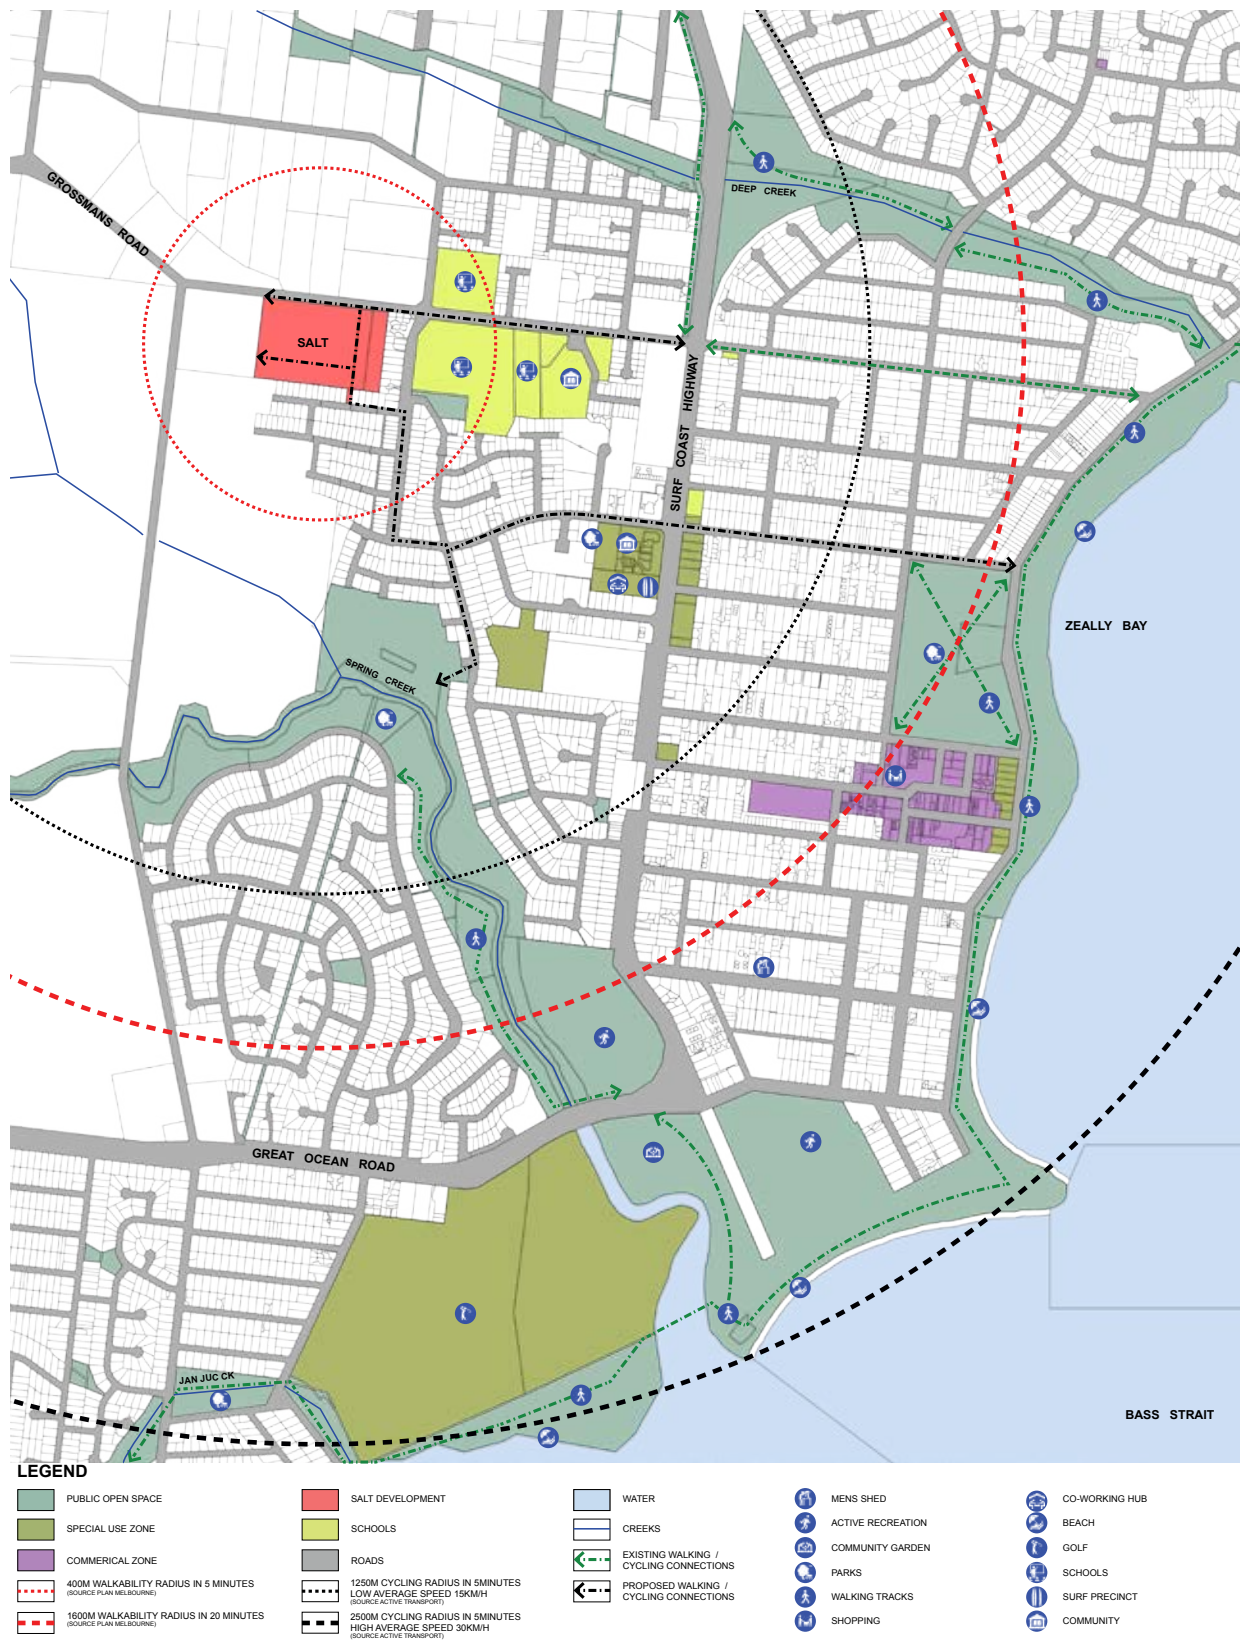 GROSSMANS ROAD
DEEP CREEK
SALT
SURF COAST HIGHWAY
ZEALLY BAY
SPRING CREEK
GREAT OCEAN ROAD
JAN JUC CK
BASS STRAIT
LEGEND
PUBLIC OPEN SPACE
SPECIAL USE ZONE
COMMERICAL ZONE
400M WALKABILITY RADIUS IN 5 MINUTES
(SOURCE PLAN MELBOURNE)
1600M WALKABILITY RADIUS IN 20 MINUTES
(SOURCE PLAN MELBOURNE)
SALT DEVELOPMENT
SCHOOLS
ROADS
1250M CYCLING RADIUS IN 5MINUTES
LOW AVERAGE SPEED 15KM/H
(SOURCE ACTIVE TRANSPORT)
2500M CYCLING RADIUS IN 5MINUTES
HIGH AVERAGE SPEED 30KM/H
(SOURCE ACTIVE TRANSPORT)
WATER
CREEKS
EXISTING WALKING /
CYCLING CONNECTIONS
PROPOSED WALKING /
CYCLING CONNECTIONS
MENS SHED
ACTIVE RECREATION
COMMUNITY GARDEN
PARKS
WALKING TRACKS
SHOPPING
CO-WORKING HUB
BEACH
GOLF
SCHOOLS
SURF PRECINCT
COMMUNITY